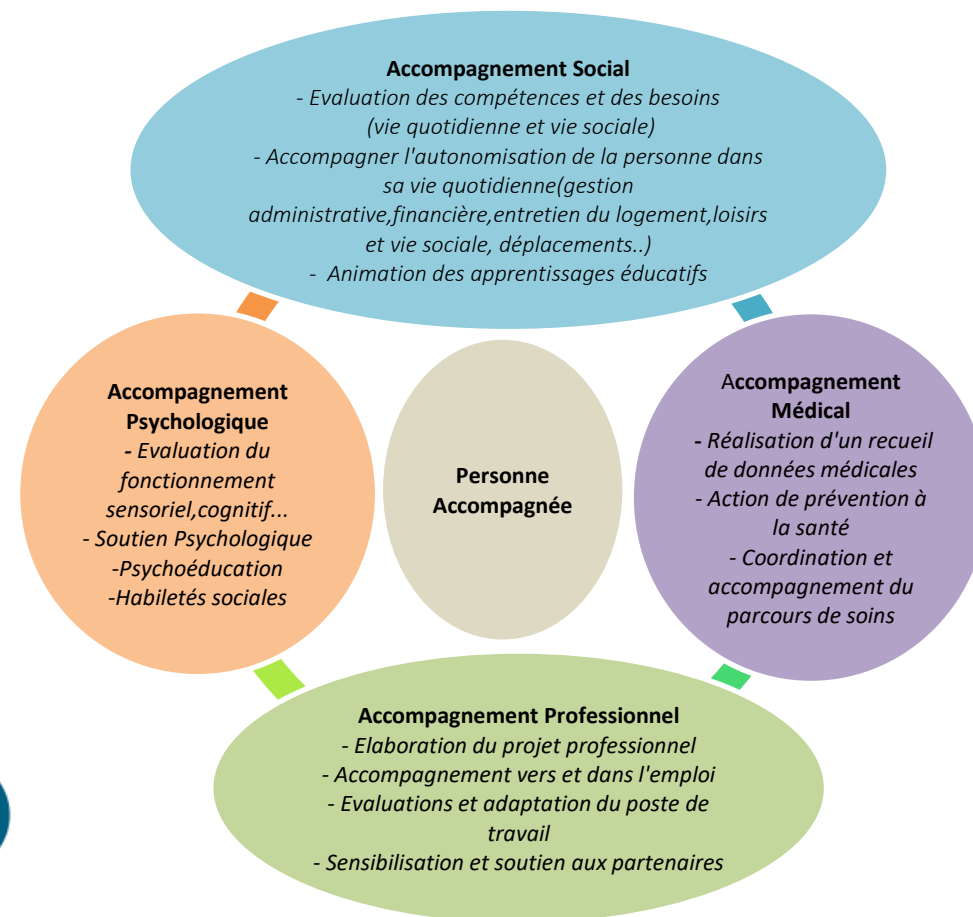 Accompagnement Social
- Evaluation des compétences et des besoins
(vie quotidienne et vie sociale)
- Accompagner l'autonomisation de la personne dans
sa vie quotidienne(gestion
administrative,financière,entretien du logement,loisirs
et vie sociale, déplacements..)
- Animation des apprentissages éducatifs
Accompagnement
Psychologique
- Evaluation du
fonctionnement
sensoriel,cognitif...
- Soutien Psychologique
-Psychoéducation
-Habiletés sociales
Personne
Accompagnée
Accompagnement
Médical
- Réalisation d'un recueil
de données médicales
- Action de prévention à
la santé
- Coordination et
accompagnement du
parcours de soins
Accompagnement Professionnel
- Elaboration du projet professionnel
- Accompagnement vers et dans l'emploi
- Evaluations et adaptation du poste de
travail
- Sensibilisation et soutien aux partenaires